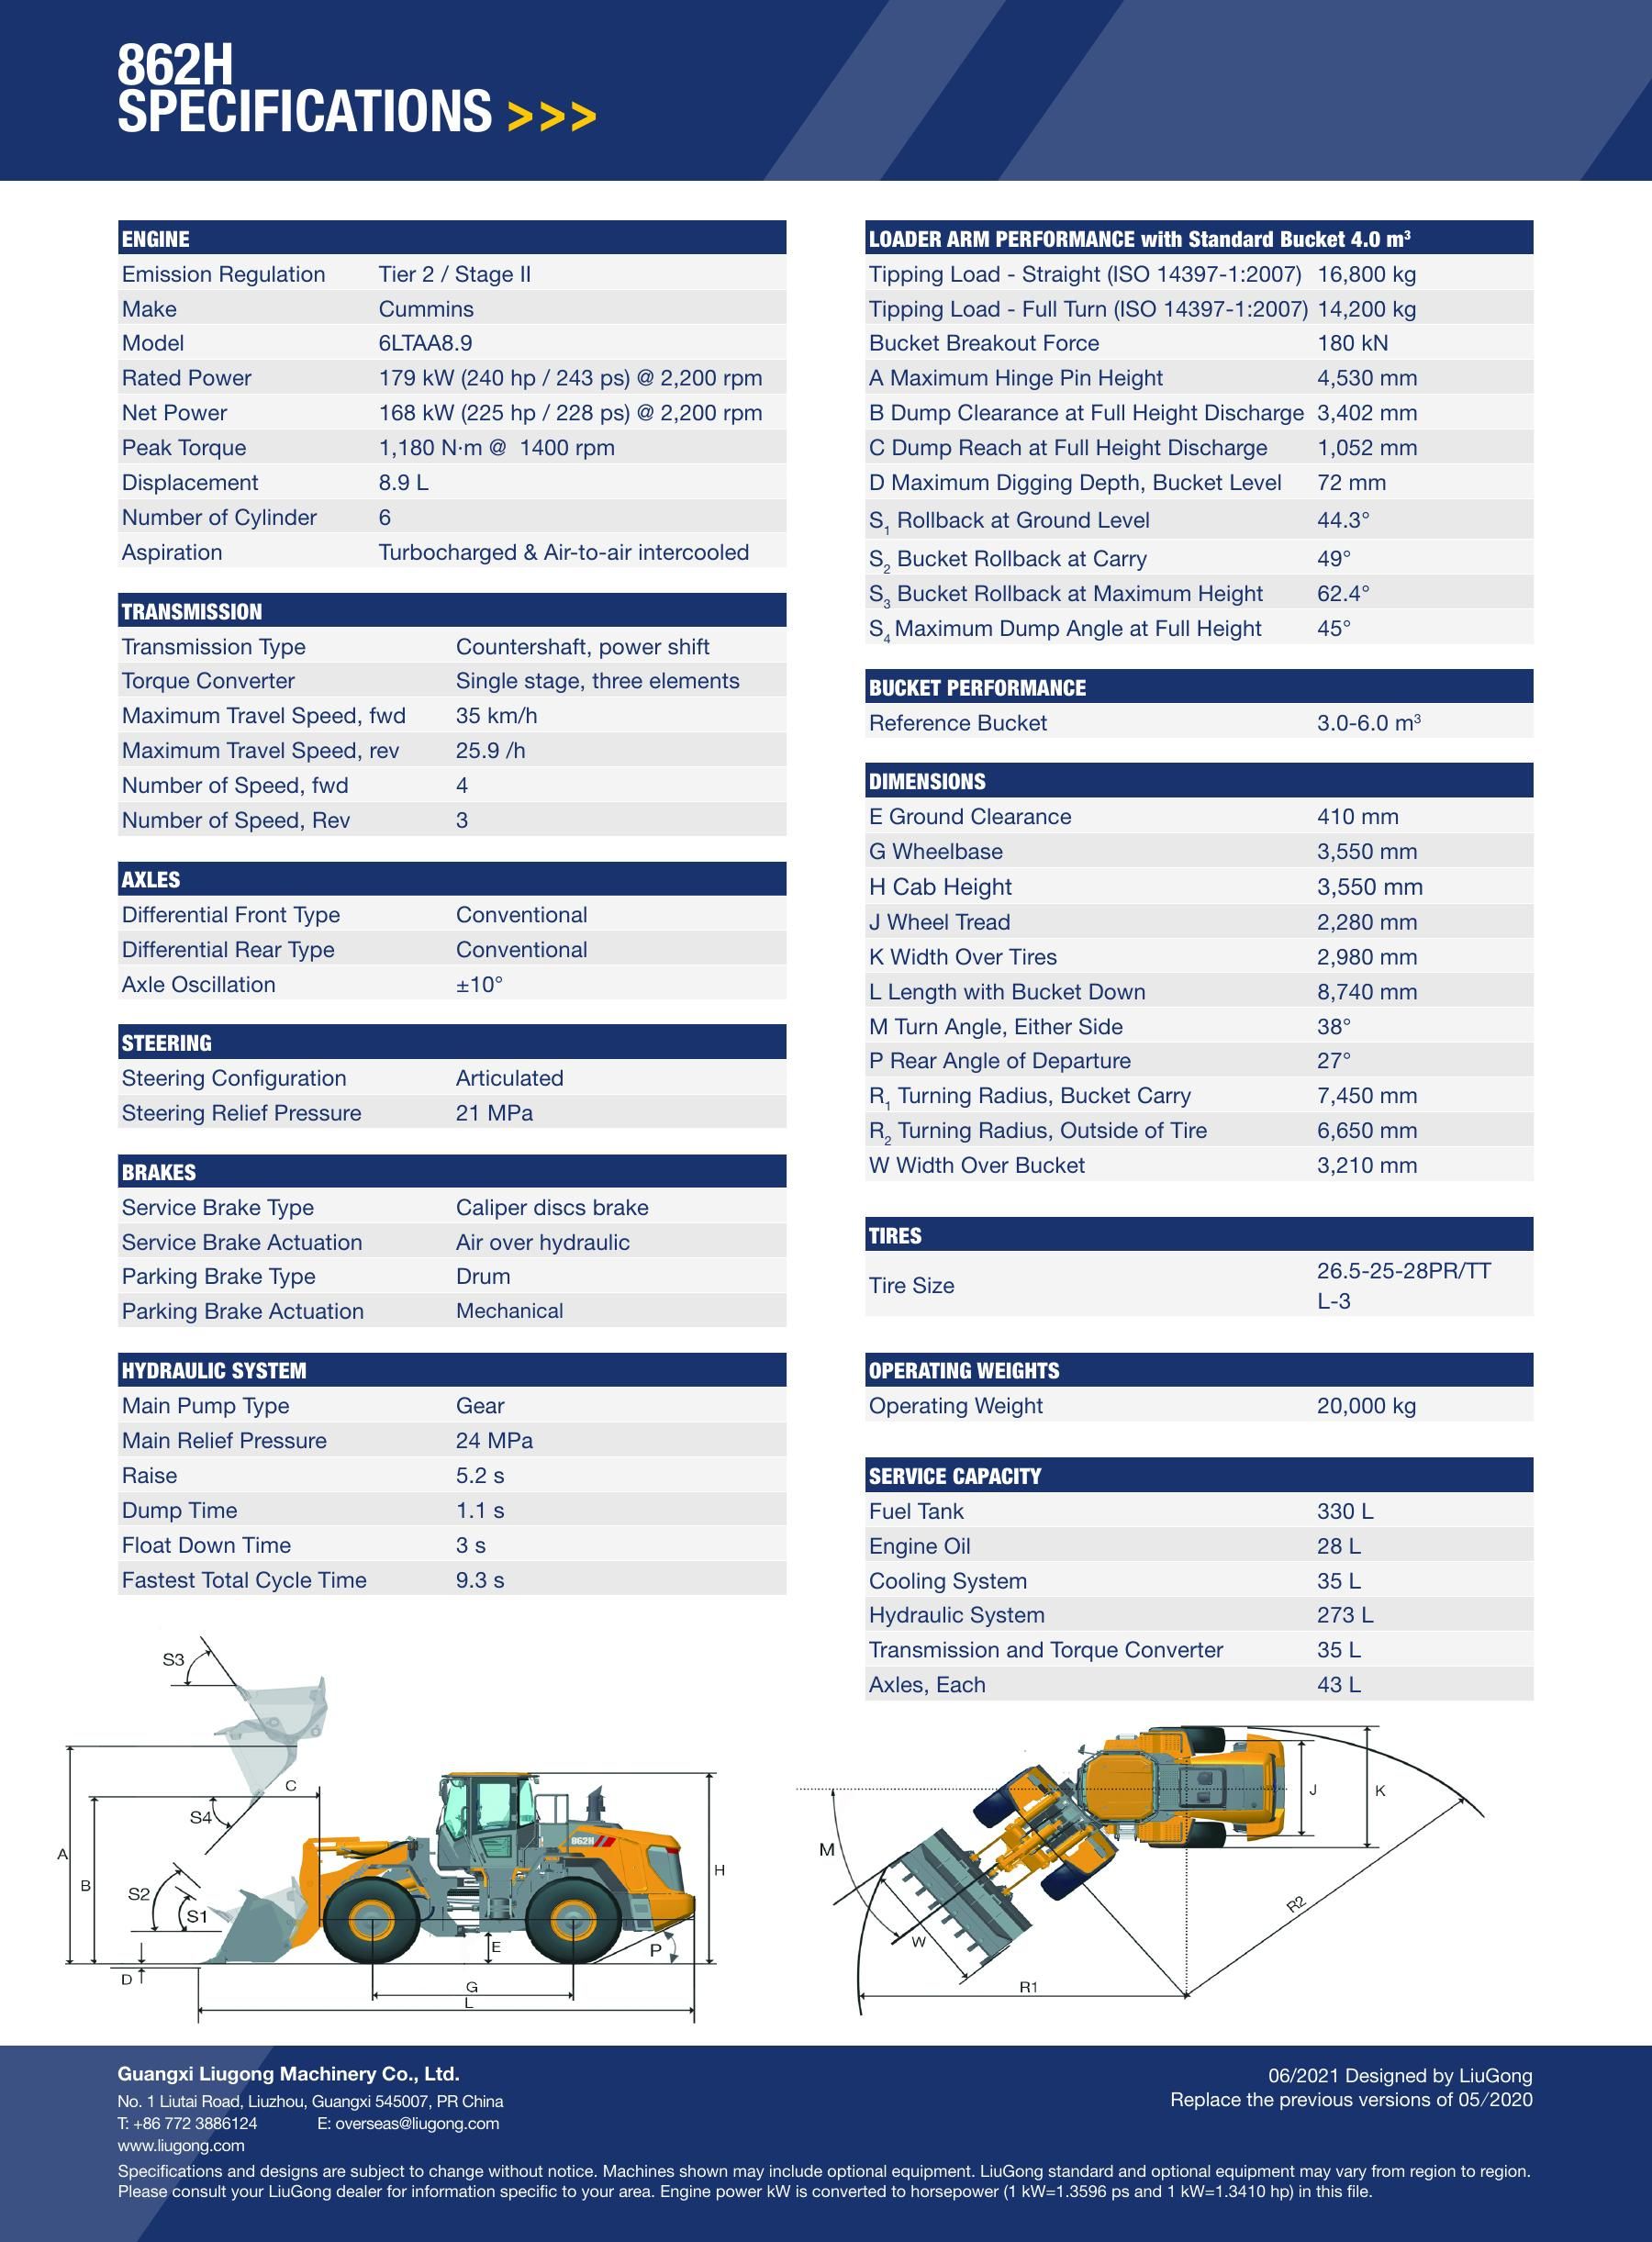 862H
SPECIFICATIONS >>>
ENGINE
Emission Regulation Tier 2 / Stage II
Make Cummins
Model 6LTAA8.9
Rated Power 179 kW (240 hp / 243 ps) @ 2,200 rpm
Net Power 168 kW (225 hp / 228 ps) @ 2,200 rpm
Peak Torque 1,180 N·m @ 1400 rpm
Displacement 8.9 L
Number of Cylinder 6
Aspiration Turbocharged & Air-to-air intercooled
TRANSMISSION
Transmission Type Countershaft, power shift
Torque Converter Single stage, three elements
Maximum Travel Speed, fwd 35 km/h
Maximum Travel Speed, rev 25.9 /h
Number of Speed, fwd 4
Number of Speed, Rev 3
AXLES
Differential Front Type Conventional
Differential Rear Type Conventional
Axle Oscillation ±10°
STEERING
Steering Configuration Articulated
Steering Relief Pressure 21 MPa
BRAKES
Service Brake Type Caliper discs brake
Service Brake Actuation Air over hydraulic
Parking Brake Type Drum
Parking Brake Actuation Mechanical
HYDRAULIC SYSTEM
Main Pump Type Gear
Main Relief Pressure 24 MPa
Raise 5.2 s
Dump Time 1.1 s
Float Down Time 3 s
Fastest Total Cycle Time 9.3 s
LOADER ARM PERFORMANCE with Standard Bucket 4.0 m³
Tipping Load - Straight (ISO 14397-1:2007) 16,800 kg
Tipping Load - Full Turn (ISO 14397-1:2007) 14,200 kg
Bucket Breakout Force 180 kN
A Maximum Hinge Pin Height 4,530 mm
B Dump Clearance at Full Height Discharge 3,402 mm
C Dump Reach at Full Height Discharge 1,052 mm
D Maximum Digging Depth, Bucket Level 72 mm
S₁ Rollback at Ground Level 44.3°
S₂ Bucket Rollback at Carry 49°
S₃ Bucket Rollback at Maximum Height 62.4°
S₄ Maximum Dump Angle at Full Height 45°
BUCKET PERFORMANCE
Reference Bucket 3.0-6.0 m³
DIMENSIONS
E Ground Clearance 410 mm
G Wheelbase 3,550 mm
H Cab Height 3,550 mm
J Wheel Tread 2,280 mm
K Width Over Tires 2,980 mm
L Length with Bucket Down 8,740 mm
M Turn Angle, Either Side 38°
P Rear Angle of Departure 27°
R₁ Turning Radius, Bucket Carry 7,450 mm
R₂ Turning Radius, Outside of Tire 6,650 mm
W Width Over Bucket 3,210 mm
TIRES
Tire Size 26.5-25-28PR/TT
L-3
OPERATING WEIGHTS
Operating Weight 20,000 kg
SERVICE CAPACITY
Fuel Tank 330 L
Engine Oil 28 L
Cooling System 35 L
Hydraulic System 273 L
Transmission and Torque Converter 35 L
Axles, Each 43 L
S3
C
S4
A
B
S2
S1
D
862H
H
E
P
G
L
J
K
M
W
R1
R2
Guangxi Liugong Machinery Co., Ltd.
No. 1 Liutai Road, Liuzhou, Guangxi 545007, PR China
T: +86 772 3886124 E: overseas@liugong.com
www.liugong.com
06/2021 Designed by LiuGong
Replace the previous versions of 05/2020
Specifications and designs are subject to change without notice. Machines shown may include optional equipment. LiuGong standard and optional equipment may vary from region to region.
Please consult your LiuGong dealer for information specific to your area. Engine power kW is converted to horsepower (1 kW=1.3596 ps and 1 kW=1.3410 hp) in this file.